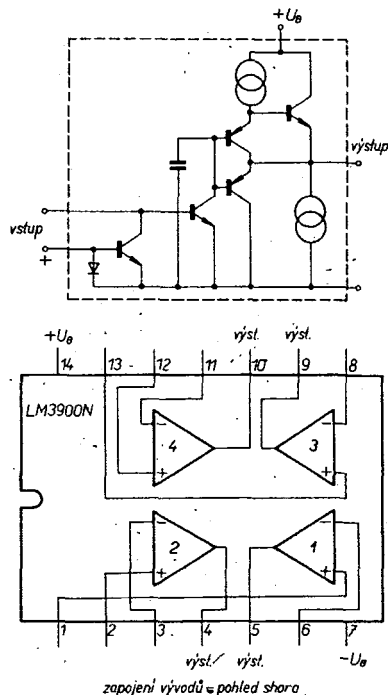 +U_B
výstup
vstup
−
+
+U_B výst. výst.
14 13 12 11 10 9 8
LM3900N
− −
4 3
+ +
− −
2 1
+ +
1 2 3 4 5 6 7
výst. výst. -U_B
zapojení vývodů = pohled shora